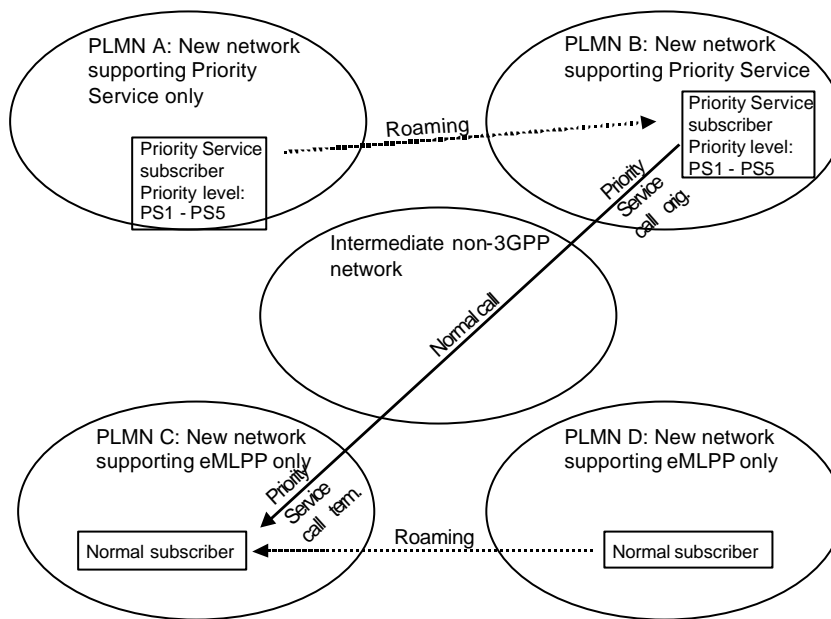 PLMN A: New network
supporting Priority
Service only
PLMN B: New network
supporting Priority Service
Roaming
Priority Service
subscriber
Priority level:
PS1 - PS5
Priority Service
subscriber
Priority level:
PS1 - PS5
Priority
Service
call orig.
Intermediate non-3GPP
network
Normal call
PLMN C: New network
supporting eMLPP only
PLMN D: New network
supporting eMLPP only
Priority
Service
call term.
Normal subscriber
Roaming
Normal subscriber